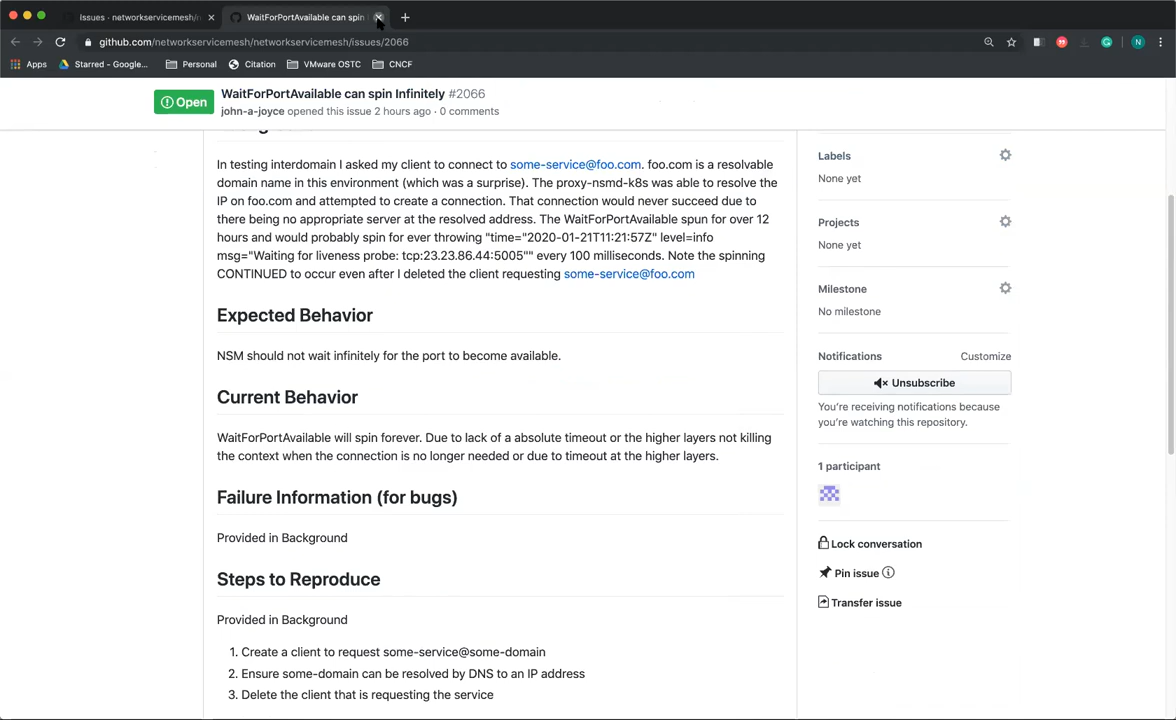 Issues · networkservicemesh/n
WaitForPortAvailable can spin
github.com/networkservicemesh/networkservicemesh/issues/2066
N
Apps
Starred - Google...
Personal
Citation
VMware OSTC
CNCF
Open
WaitForPortAvailable can spin Infinitely #2066
john-a-joyce opened this issue 2 hours ago · 0 comments
In testing interdomain I asked my client to connect to some-service@foo.com. foo.com is a resolvable
domain name in this environment (which was a surprise). The proxy-nsmd-k8s was able to resolve the
IP on foo.com and attempted to create a connection. That connection would never succeed due to
there being no appropriate server at the resolved address. The WaitForPortAvailable spun for over 12
hours and would probably spin for ever throwing "time="2020-01-21T11:21:57Z" level=info
msg="Waiting for liveness probe: tcp:23.23.86.44:5005"" every 100 milliseconds. Note the spinning
CONTINUED to occur even after I deleted the client requesting some-service@foo.com
Expected Behavior
NSM should not wait infinitely for the port to become available.
Current Behavior
WaitForPortAvailable will spin forever. Due to lack of a absolute timeout or the higher layers not killing
the context when the connection is no longer needed or due to timeout at the higher layers.
Failure Information (for bugs)
Provided in Background
Steps to Reproduce
Provided in Background
1. Create a client to request some-service@some-domain
2. Ensure some-domain can be resolved by DNS to an IP address
3. Delete the client that is requesting the service
Labels
None yet
Projects
None yet
Milestone
No milestone
Notifications
Customize
Unsubscribe
You're receiving notifications because
you're watching this repository.
1 participant
Lock conversation
Pin issue
Transfer issue